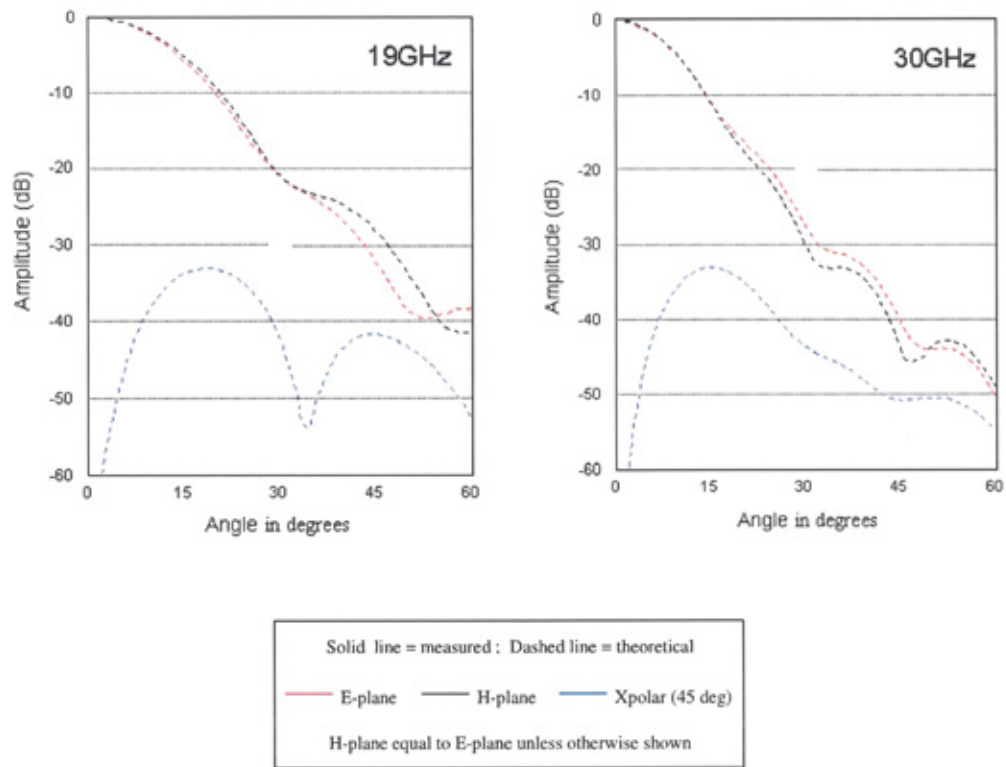 0
-10
-20
-30
-40
-50
-60
Amplitude (dB)
19GHz
0
15
30
45
60
Angle in degrees
0
-10
-20
-30
-40
-50
-60
Amplitude (dB)
30GHz
0
15
30
45
60
Angle in degrees
Solid line = measured ; Dashed line = theoretical
E-plane
H-plane
Xpolar (45 deg)
H-plane equal to E-plane unless otherwise shown